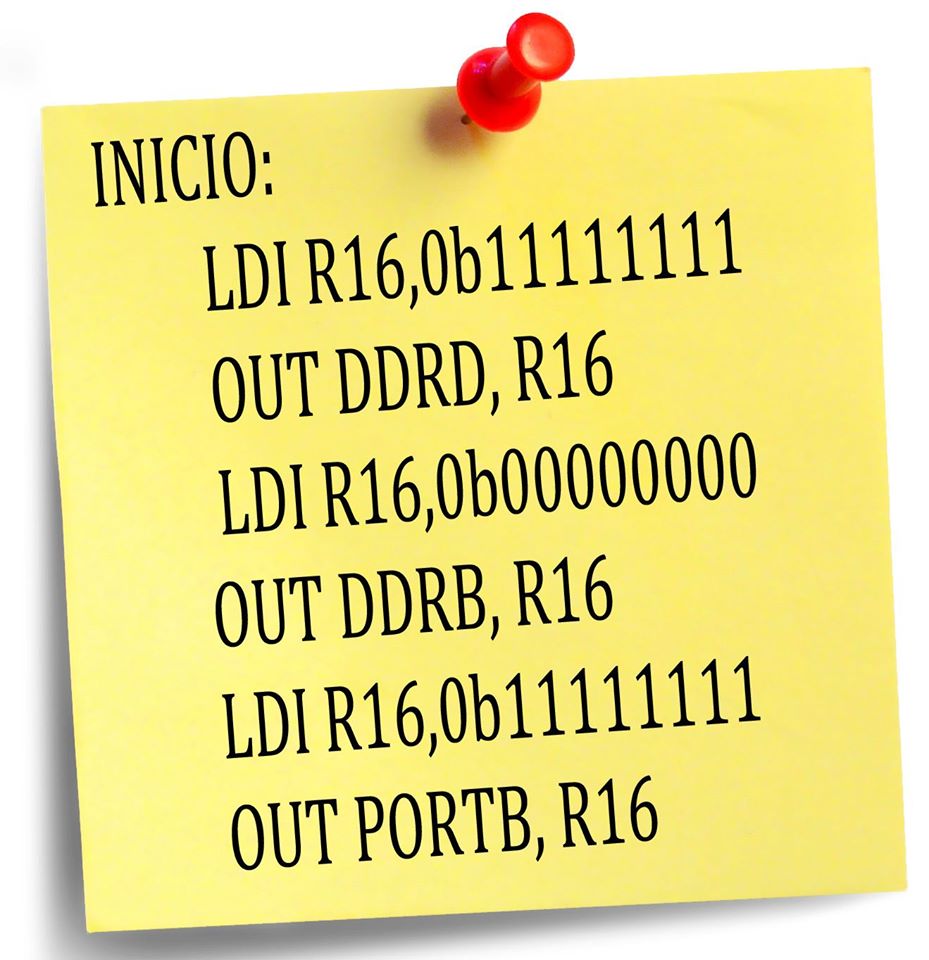 INICIO:
LDI R16,0b11111111
OUT DDRD, R16
LDI R16,0b00000000
OUT DDRB, R16
LDI R16,0b11111111
OUT PORTB, R16